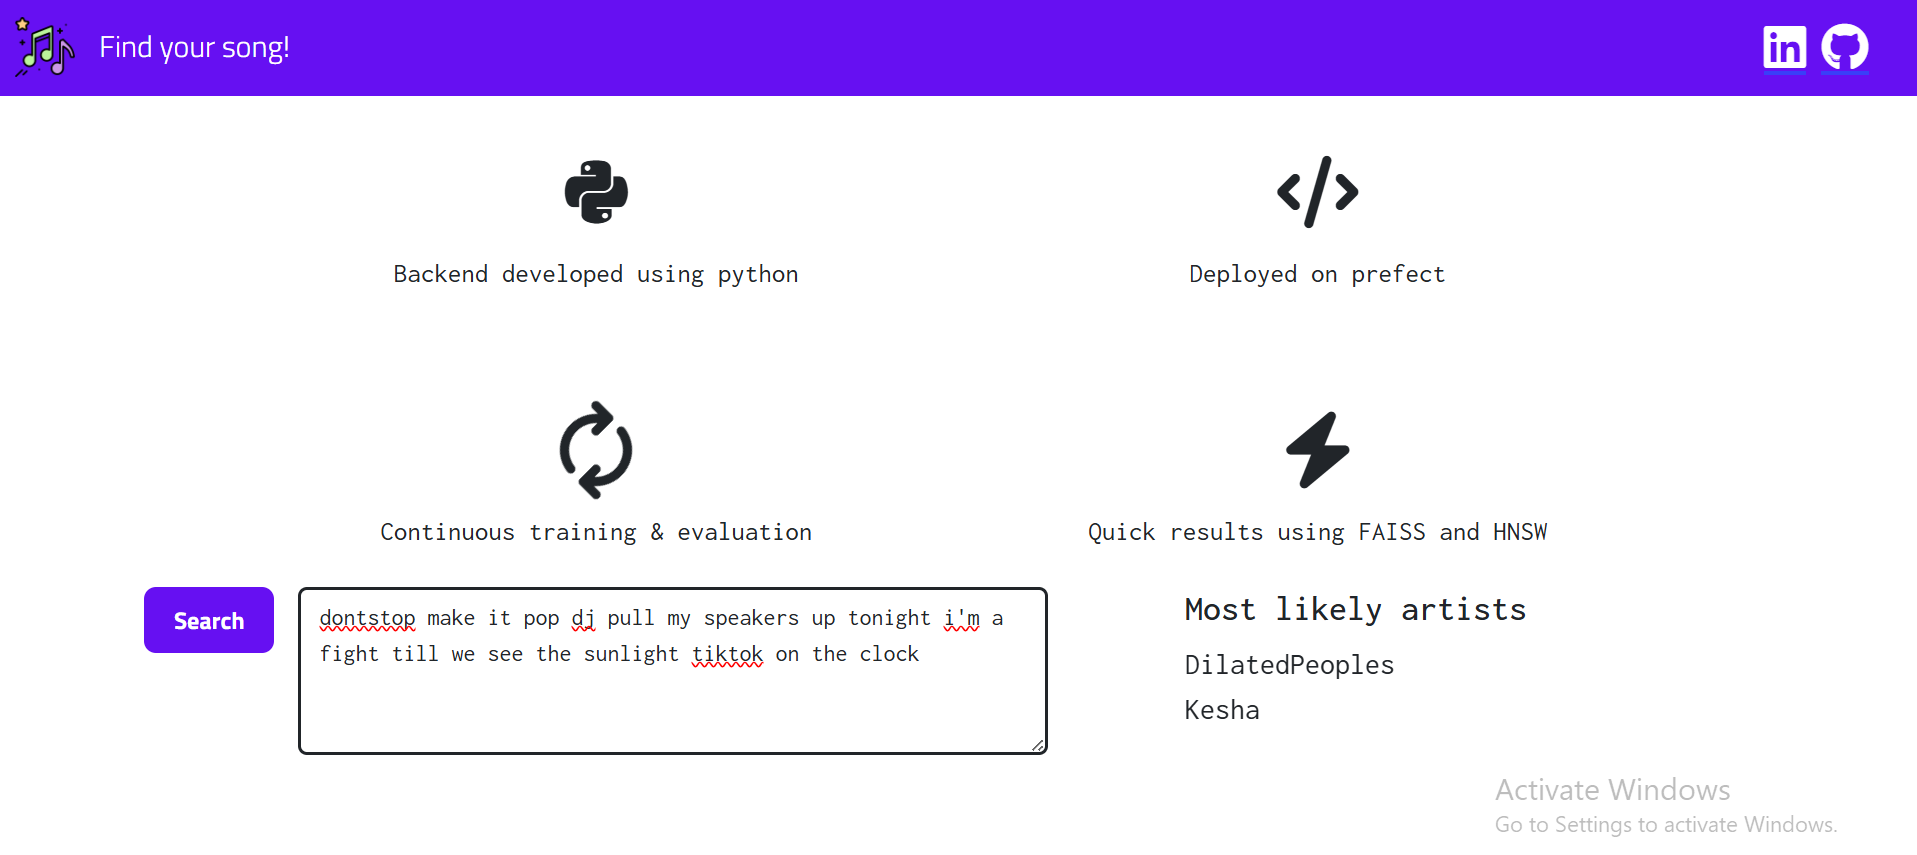 Find your song!
in
Backend developed using python
Deployed on prefect
Continuous training & evaluation
Quick results using FAISS and HNSW
Search
dontstop make it pop dj pull my speakers up tonight i'm a
fight till we see the sunlight tiktok on the clock
Most likely artists
DilatedPeoples
Kesha
Activate Windows
Go to Settings to activate Windows.